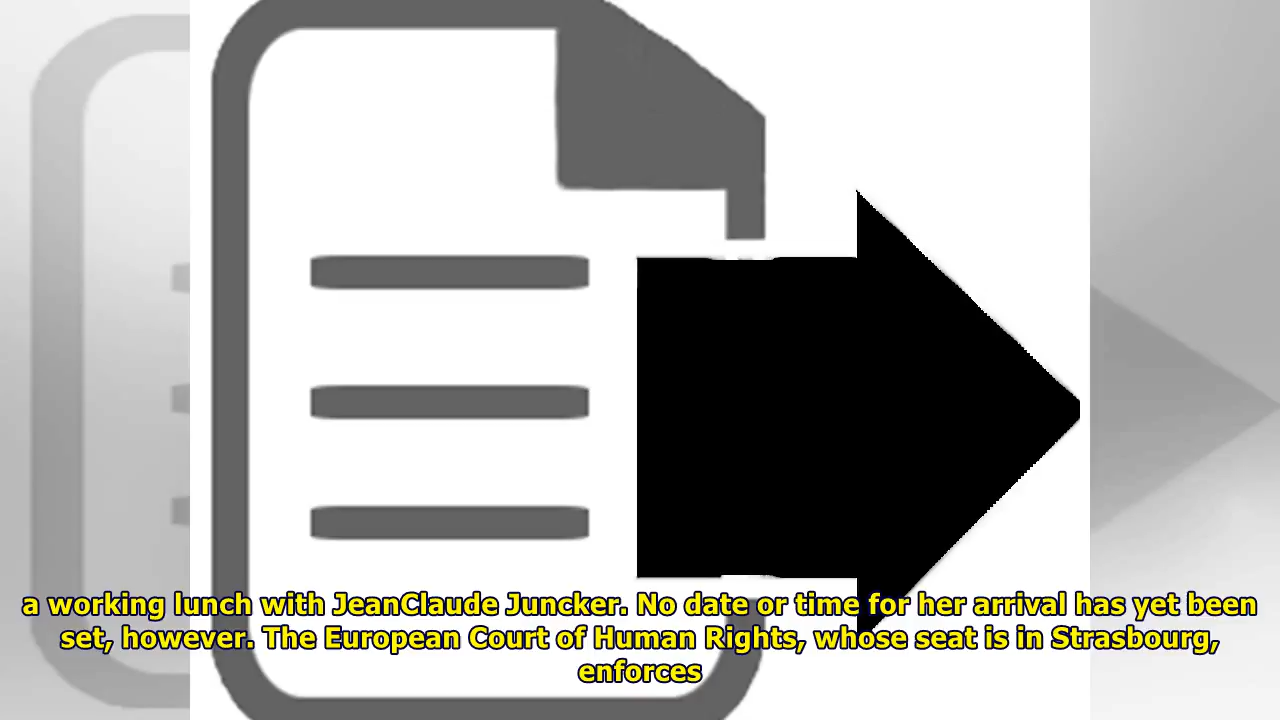 a working lunch with JeanClaude Juncker. No date or time for her arrival has yet been
set, however. The European Court of Human Rights, whose seat is in Strasbourg,
enforces